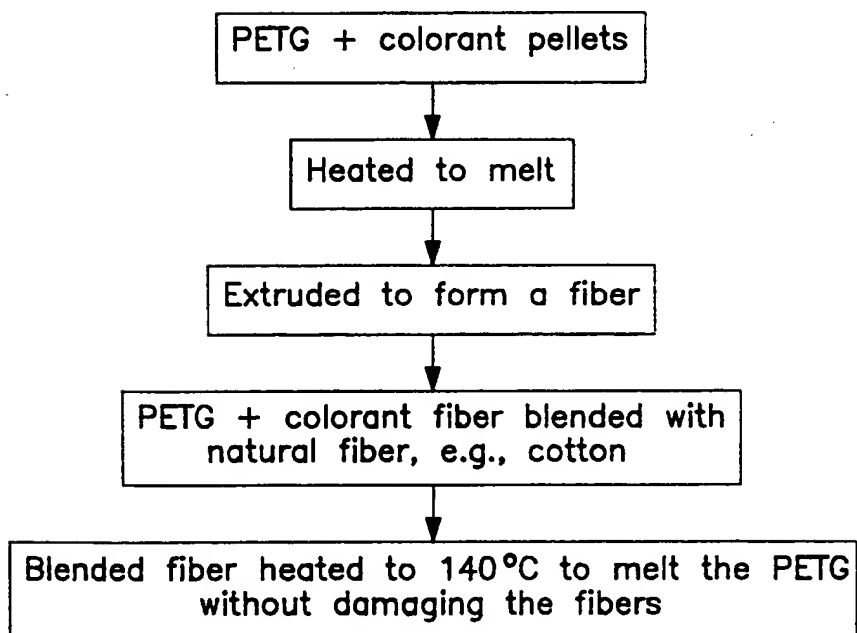 PETG + colorant pellets
Heated to melt
Extruded to form a fiber
PETG + colorant fiber blended with
natural fiber, e.g., cotton
Blended fiber heated to 140°C to melt the PETG
without damaging the fibers